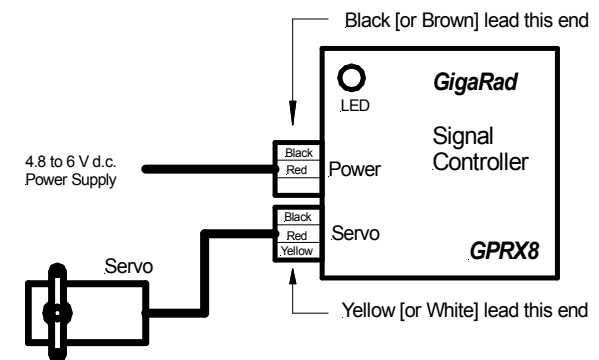 Black [or Brown] lead this end
GigaRad
LED
Signal
Controller
4.8 to 6 V d.c.
Power Supply
Black
Red
Power
Black
Red
Yellow
Servo
GPRX8
Servo
Yellow [or White] lead this end